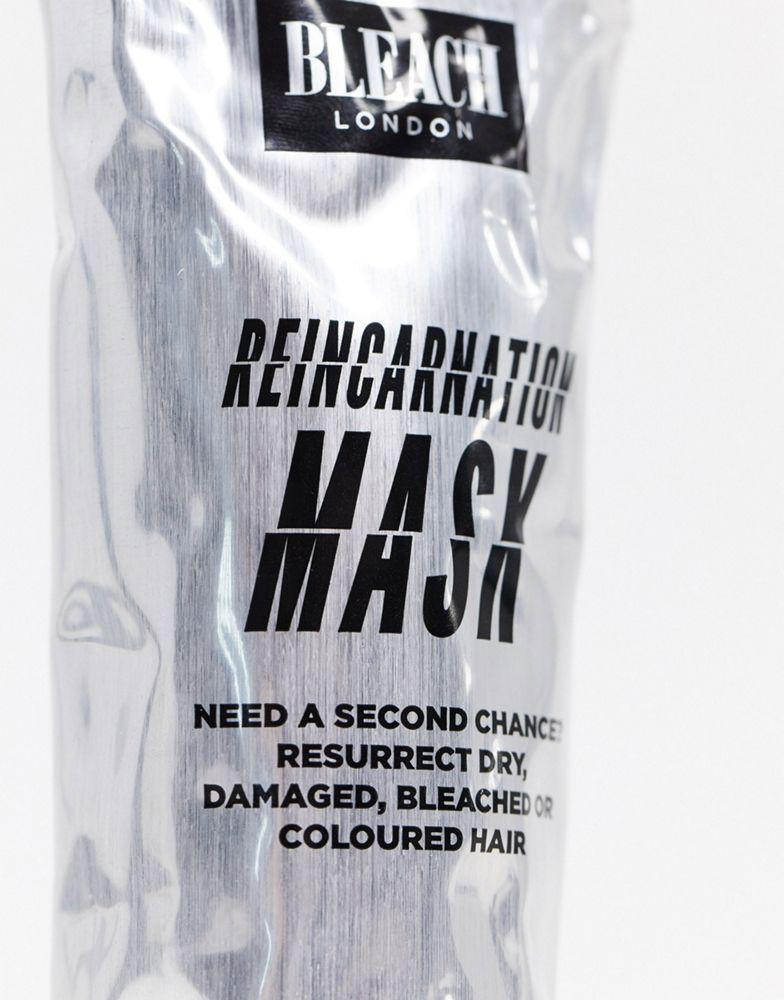 BLEACH
LONDON
REINCARNATION
MASK
NEED A SECOND CHANCE?
RESURRECT DRY,
DAMAGED, BLEACHED OR
COLOURED HAIR